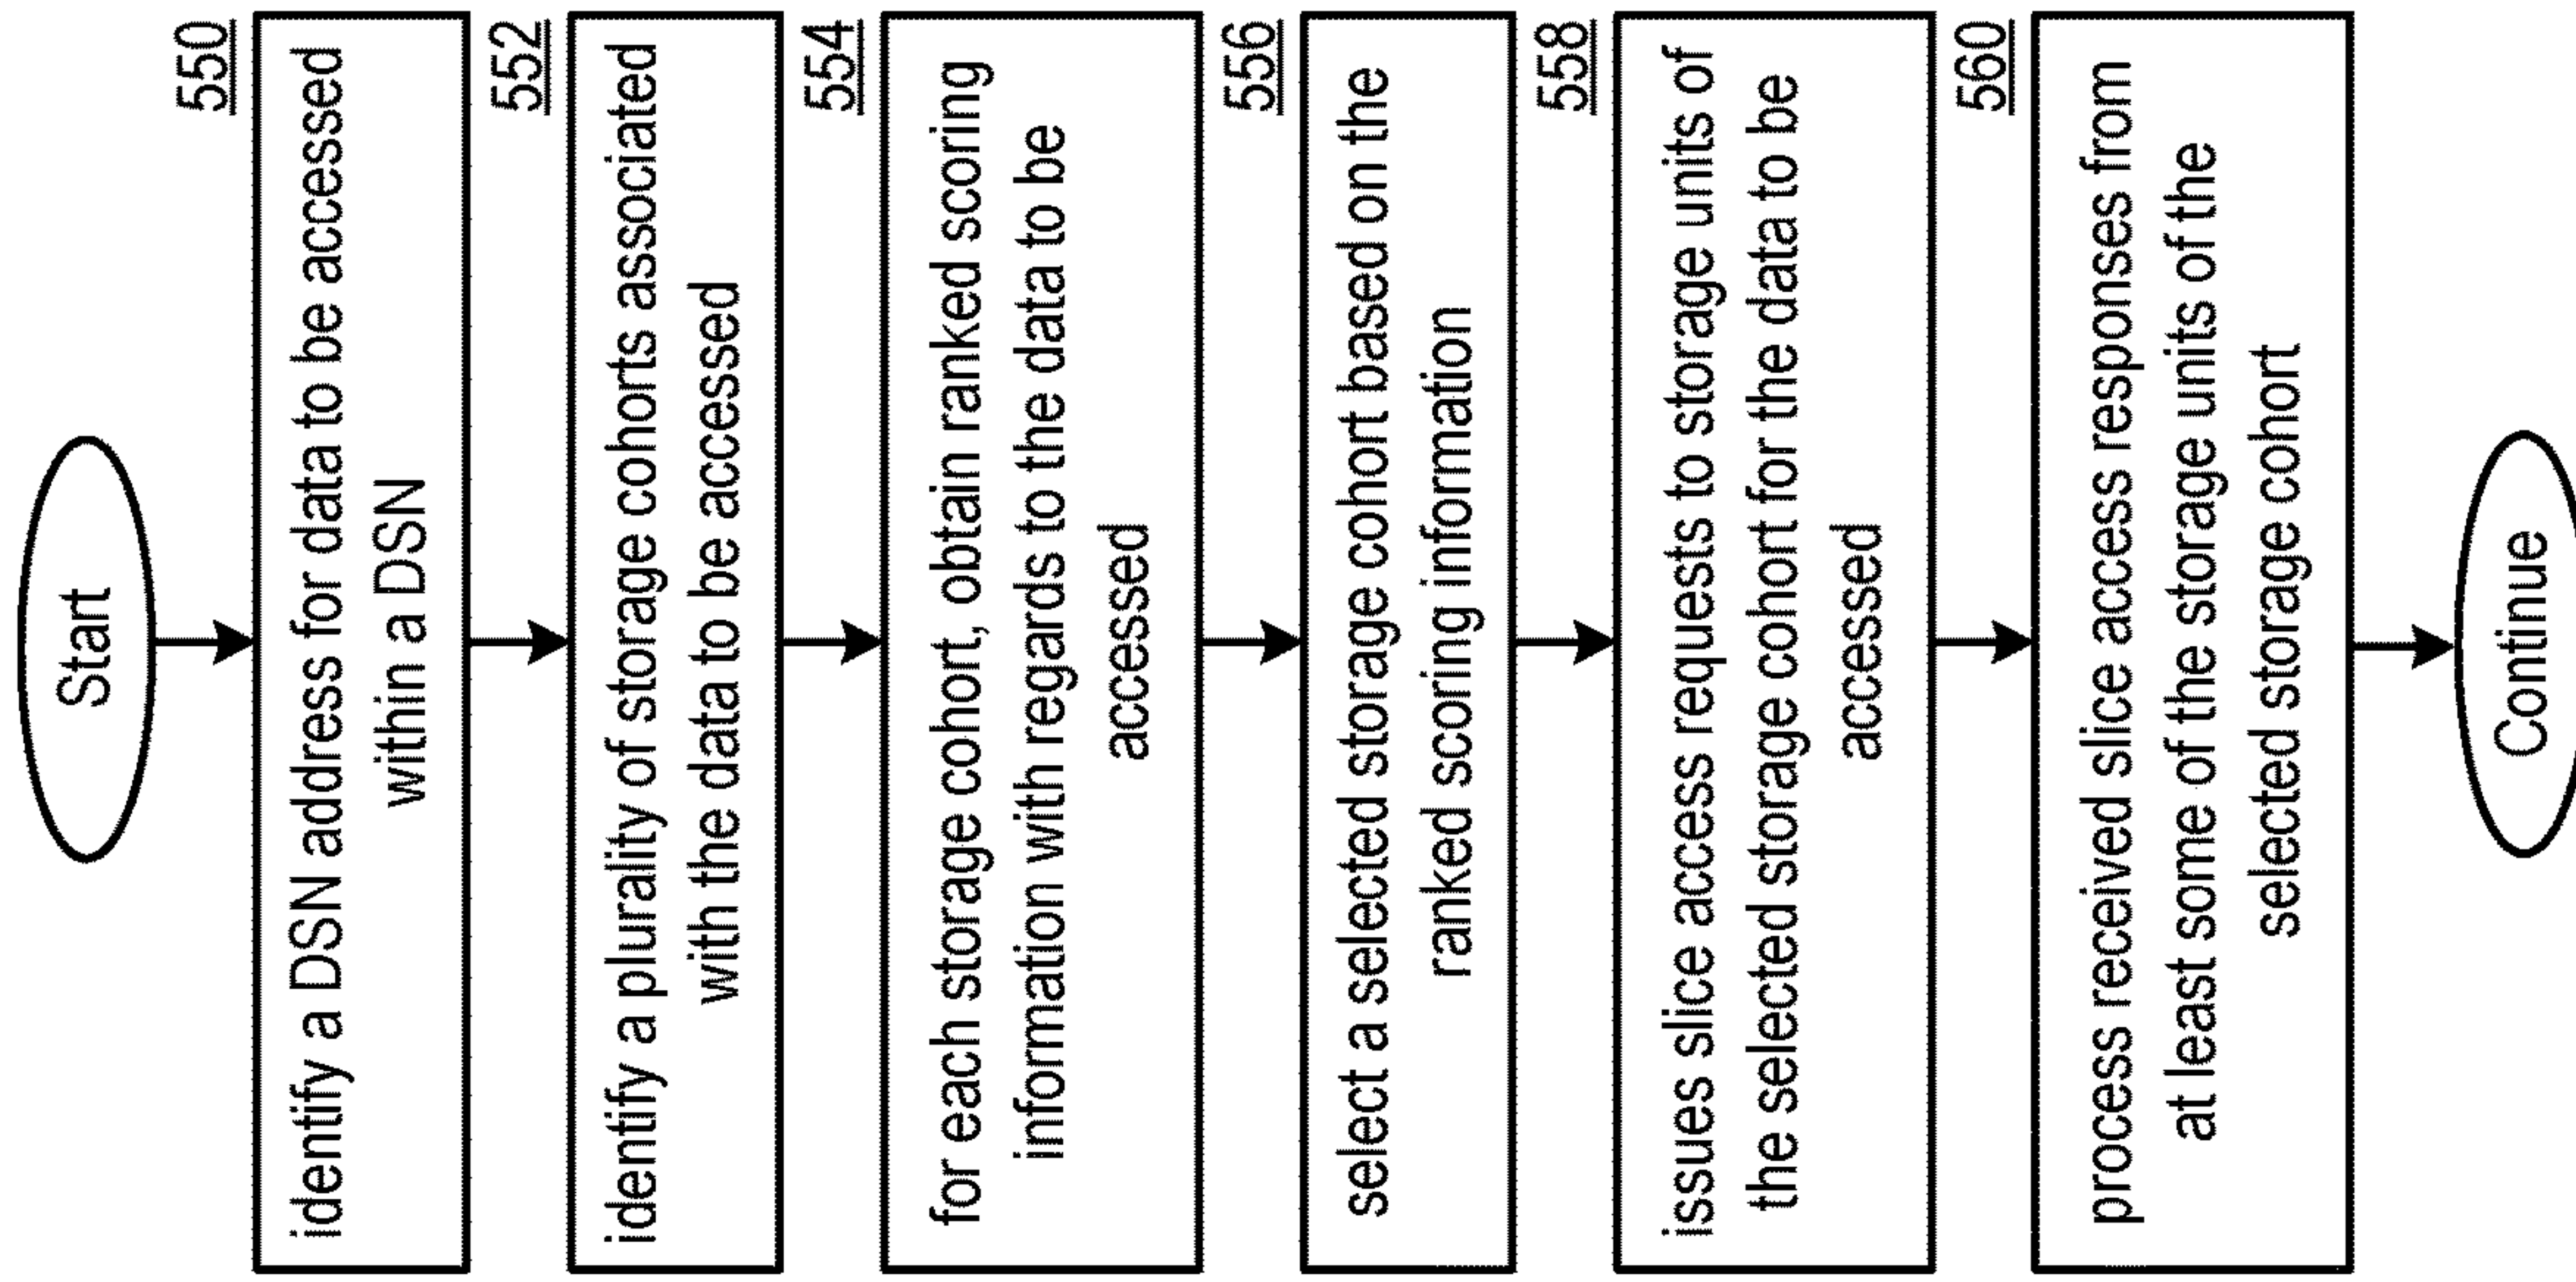 Start
550
identify a DSN address for data to be accessed
within a DSN
552
identify a plurality of storage cohorts associated
with the data to be accessed
554
for each storage cohort, obtain ranked scoring
information with regards to the data to be
accessed
556
select a selected storage cohort based on the
ranked scoring information
558
issues slice access requests to storage units of
the selected storage cohort for the data to be
accessed
560
process received slice access responses from
at least some of the storage units of the
selected storage cohort
Continue